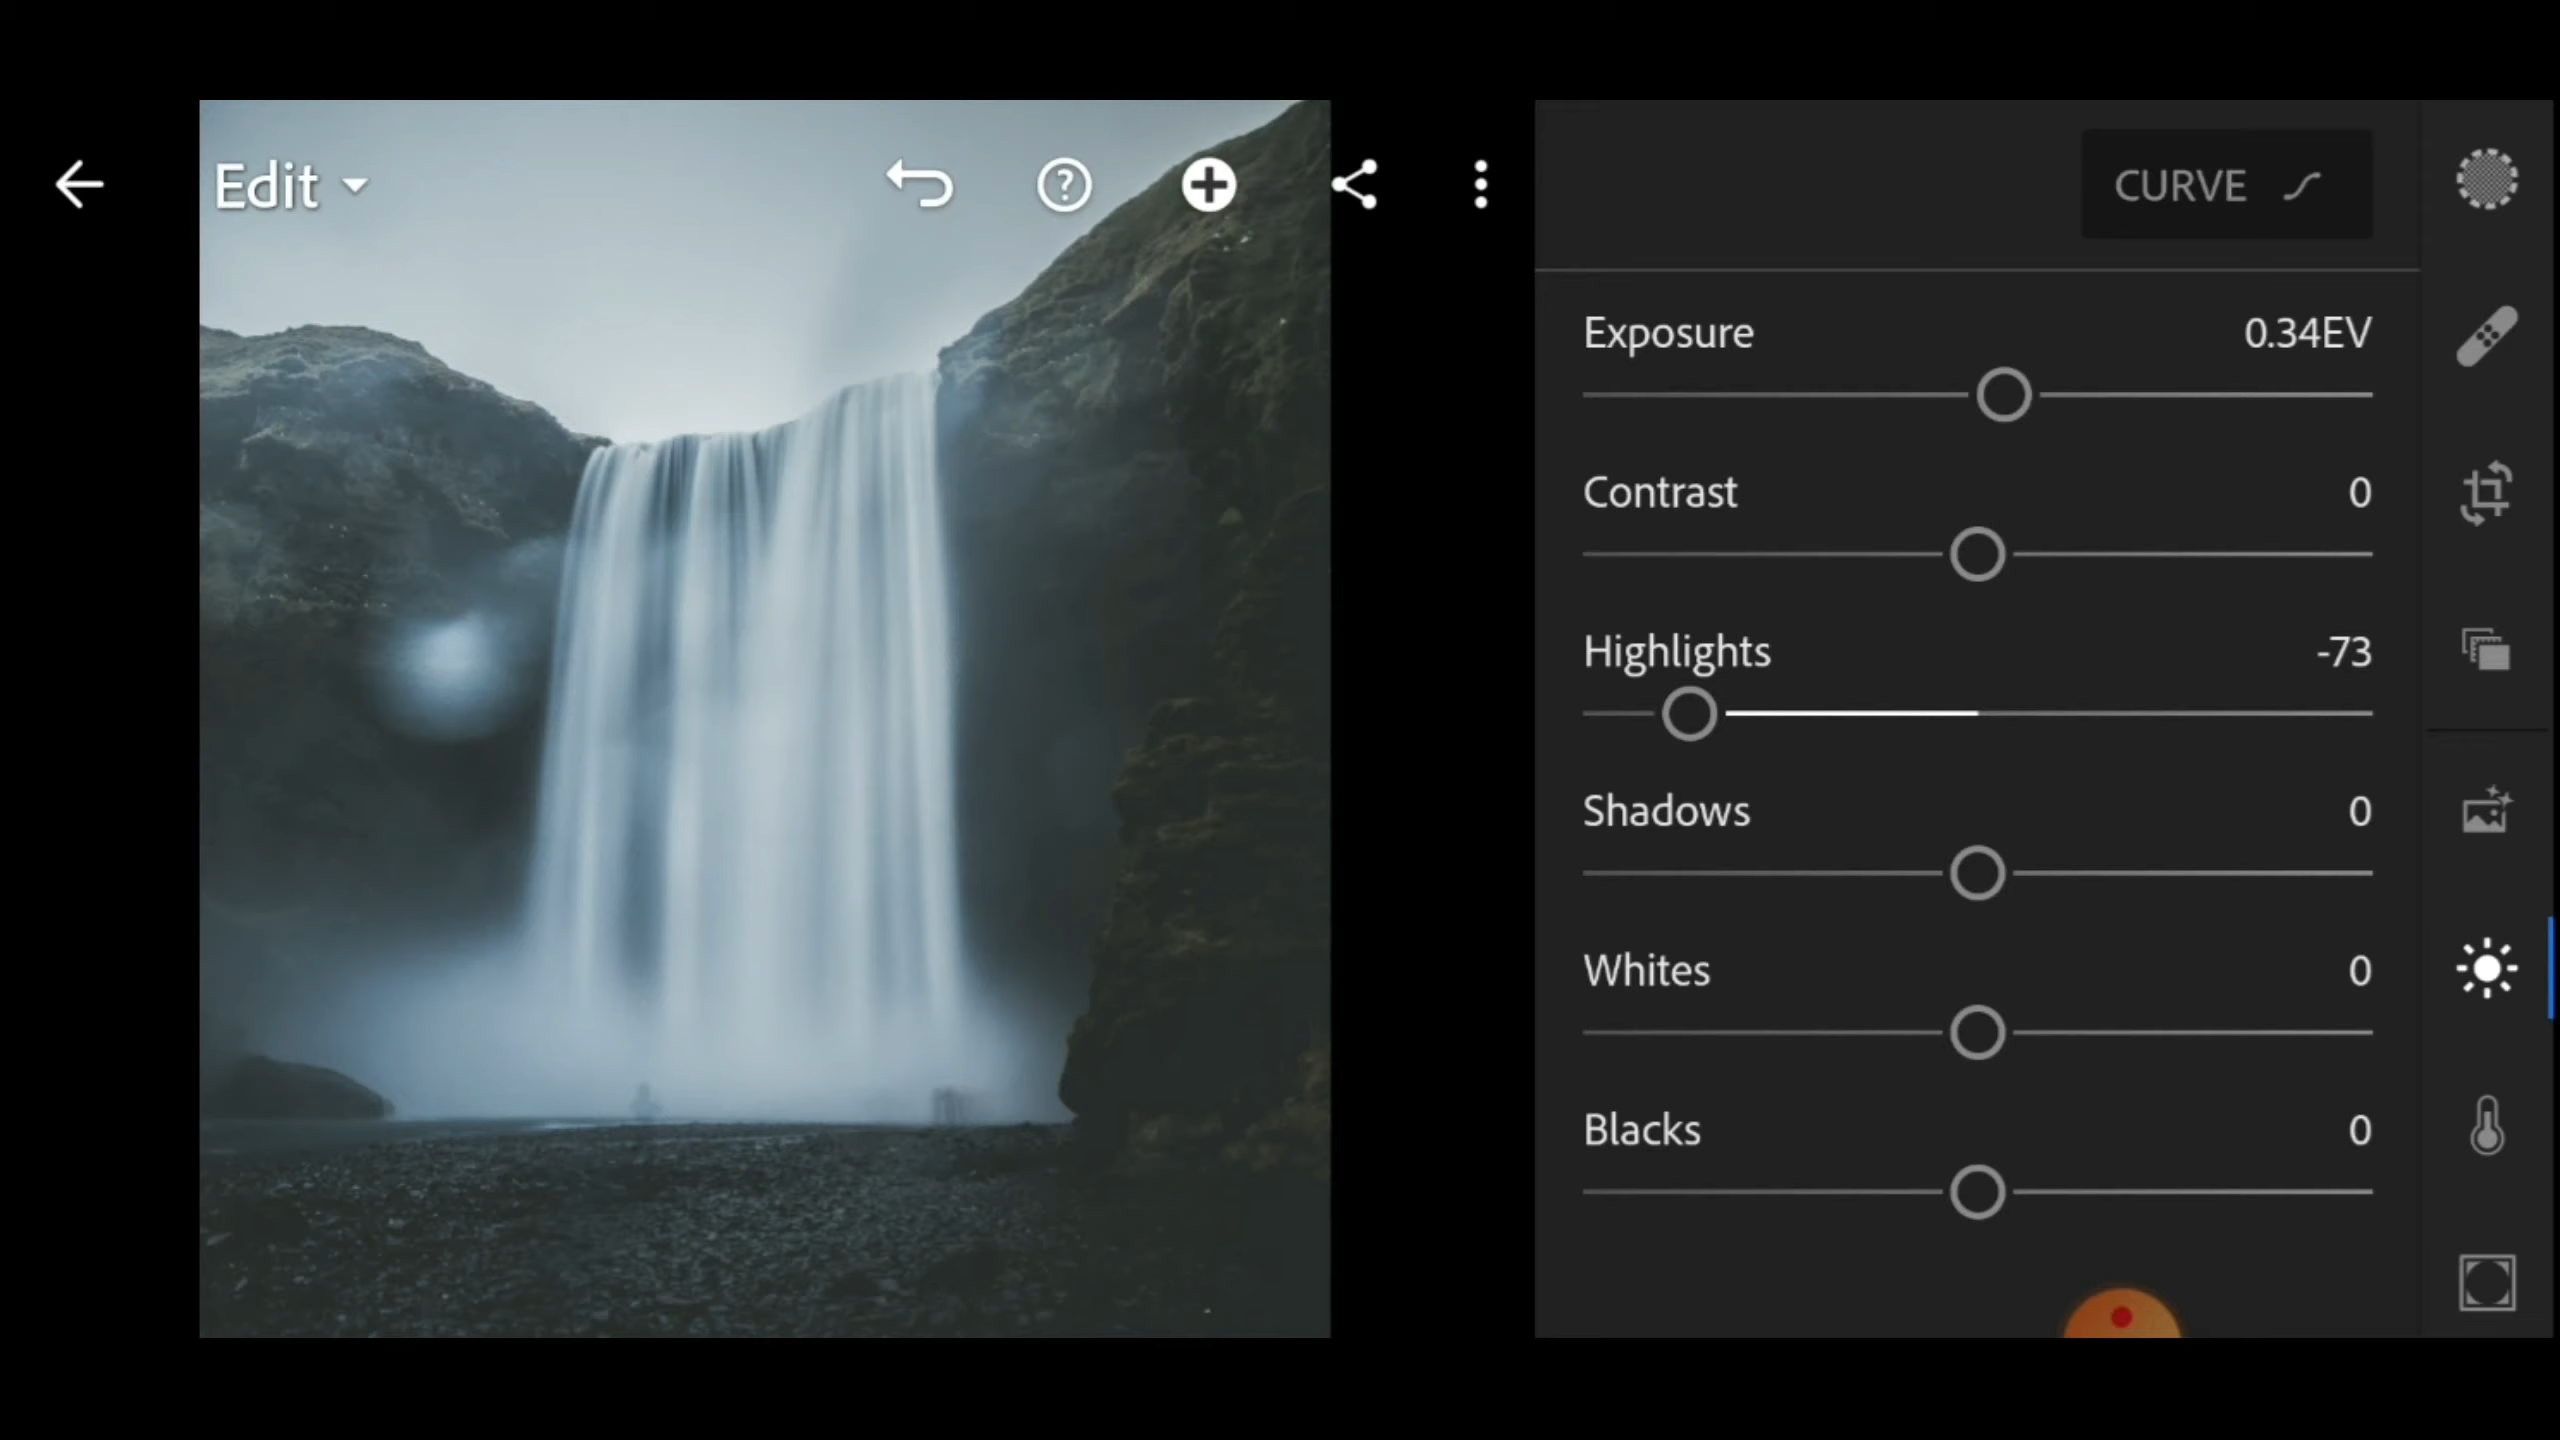 Edit
CURVE
Exposure 0.34EV
Contrast 0
Highlights -73
Shadows 0
Whites 0
Blacks 0